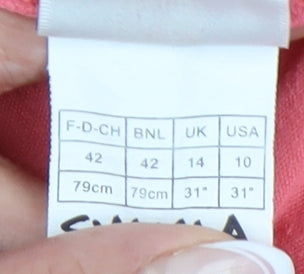 F-D-CH BNL UK USA
42 42 14 10
79cm 79cm 31" 31"